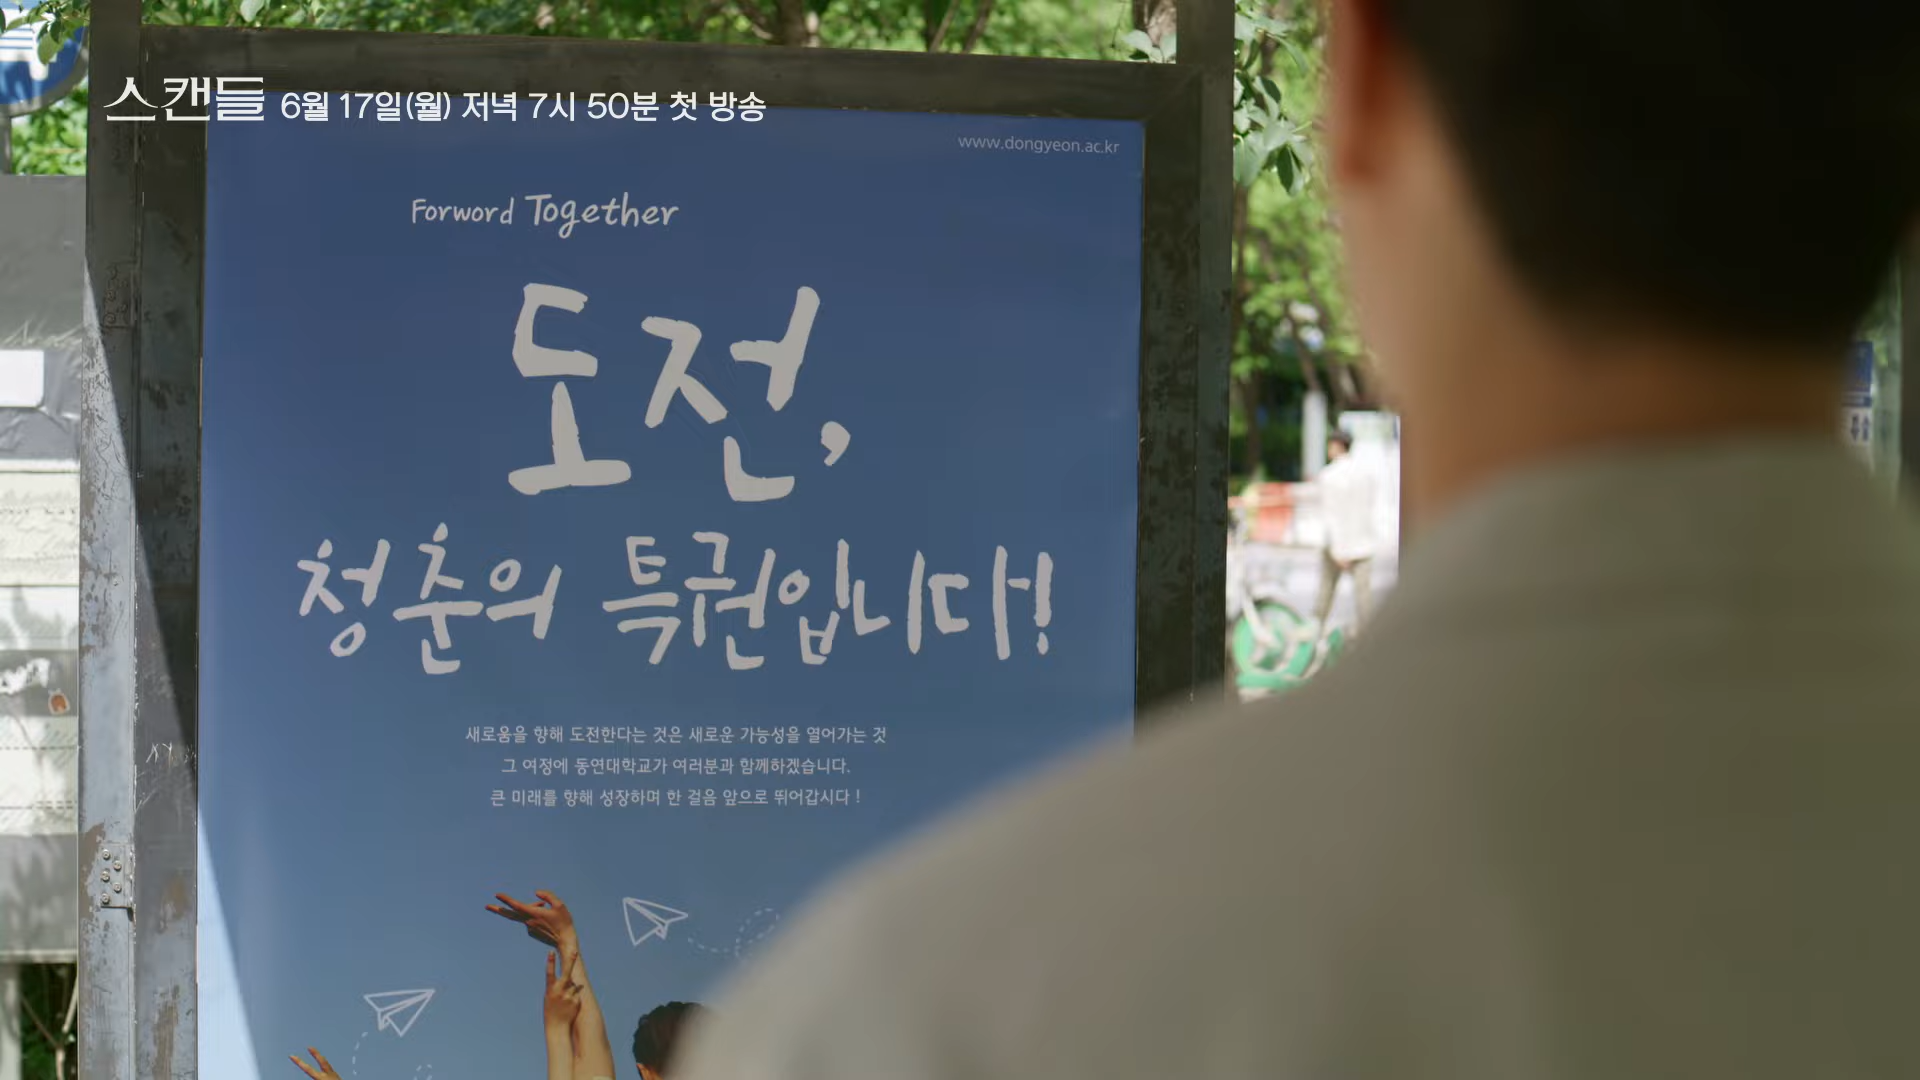 스캔들 6월 17일(월) 저녁 7시 50분 첫 방송
www.dongyeon.ac.kr
Forword Together
도전,
청춘의 특권입니다!
새로움을 향해 도전한다는 것은 새로운 가능성을 열어가는 것
그 여정에 동연대학교가 여러분과 함께하겠습니다.
큰 미래를 향해 성장하며 한 걸음 앞으로 뛰어갑시다 !